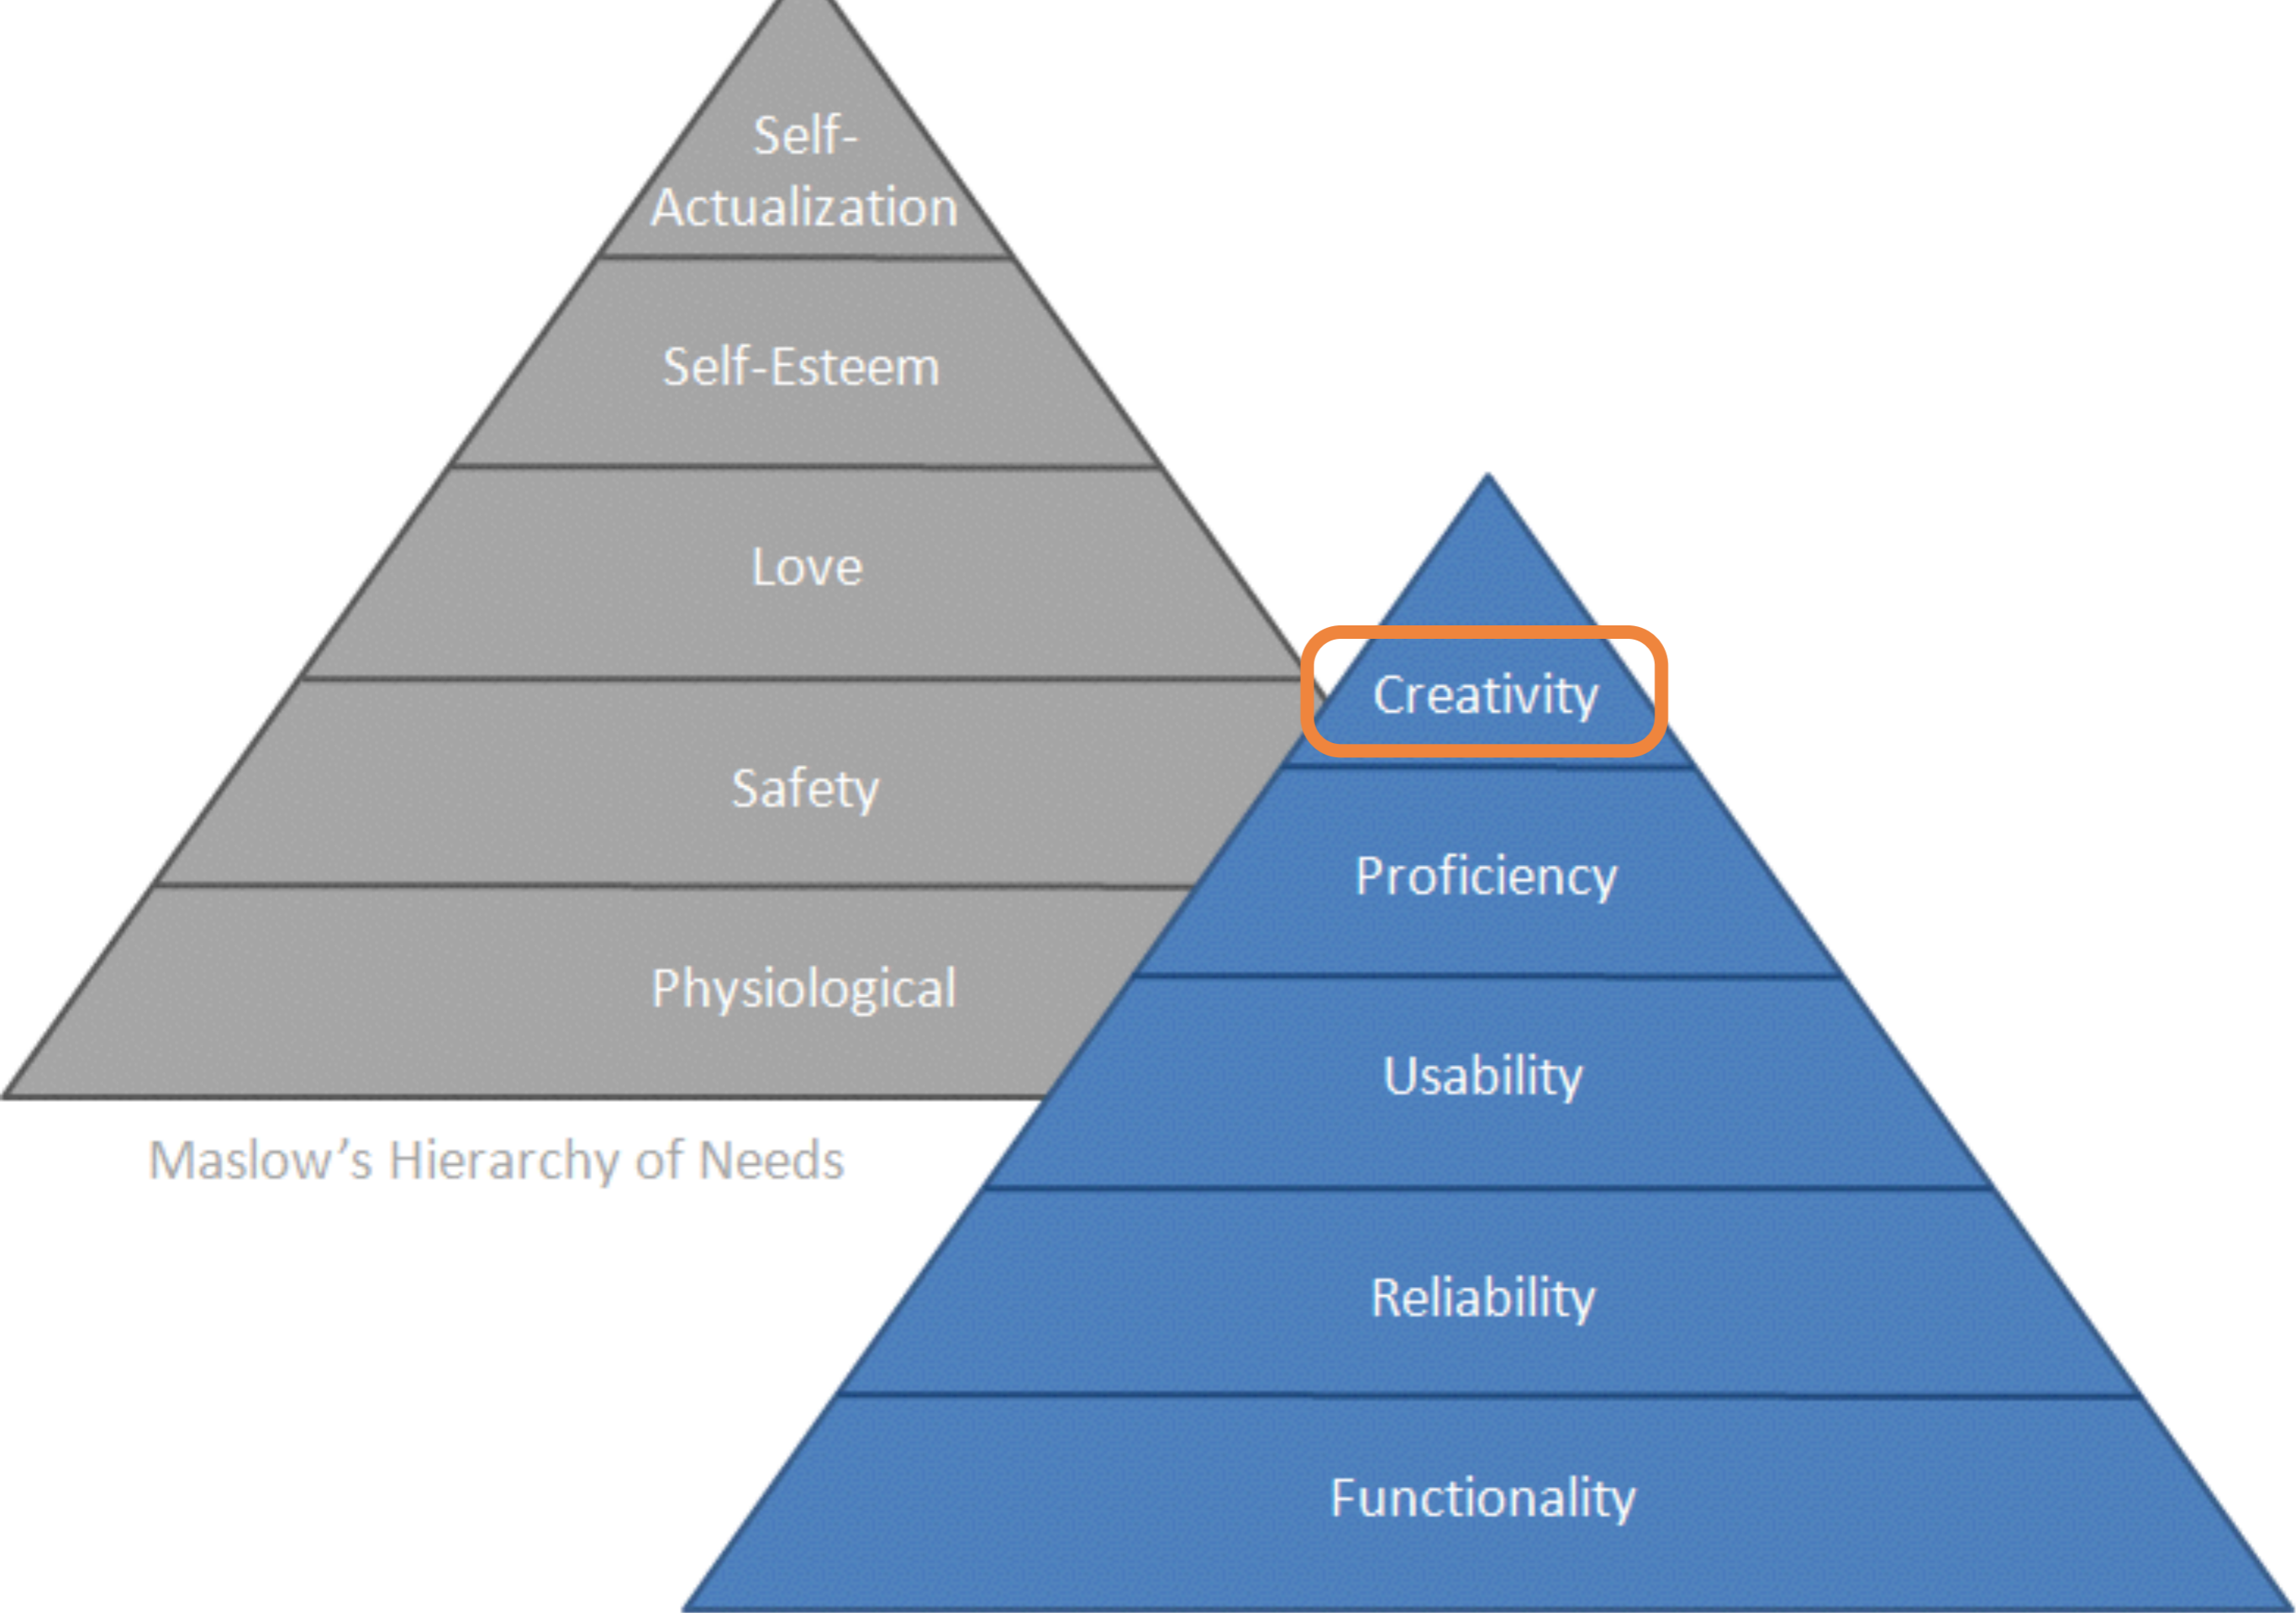 Self-
Actualization
Self-Esteem
Love
Safety
Physiological
Maslow’s Hierarchy of Needs
Creativity
Proficiency
Usability
Reliability
Functionality